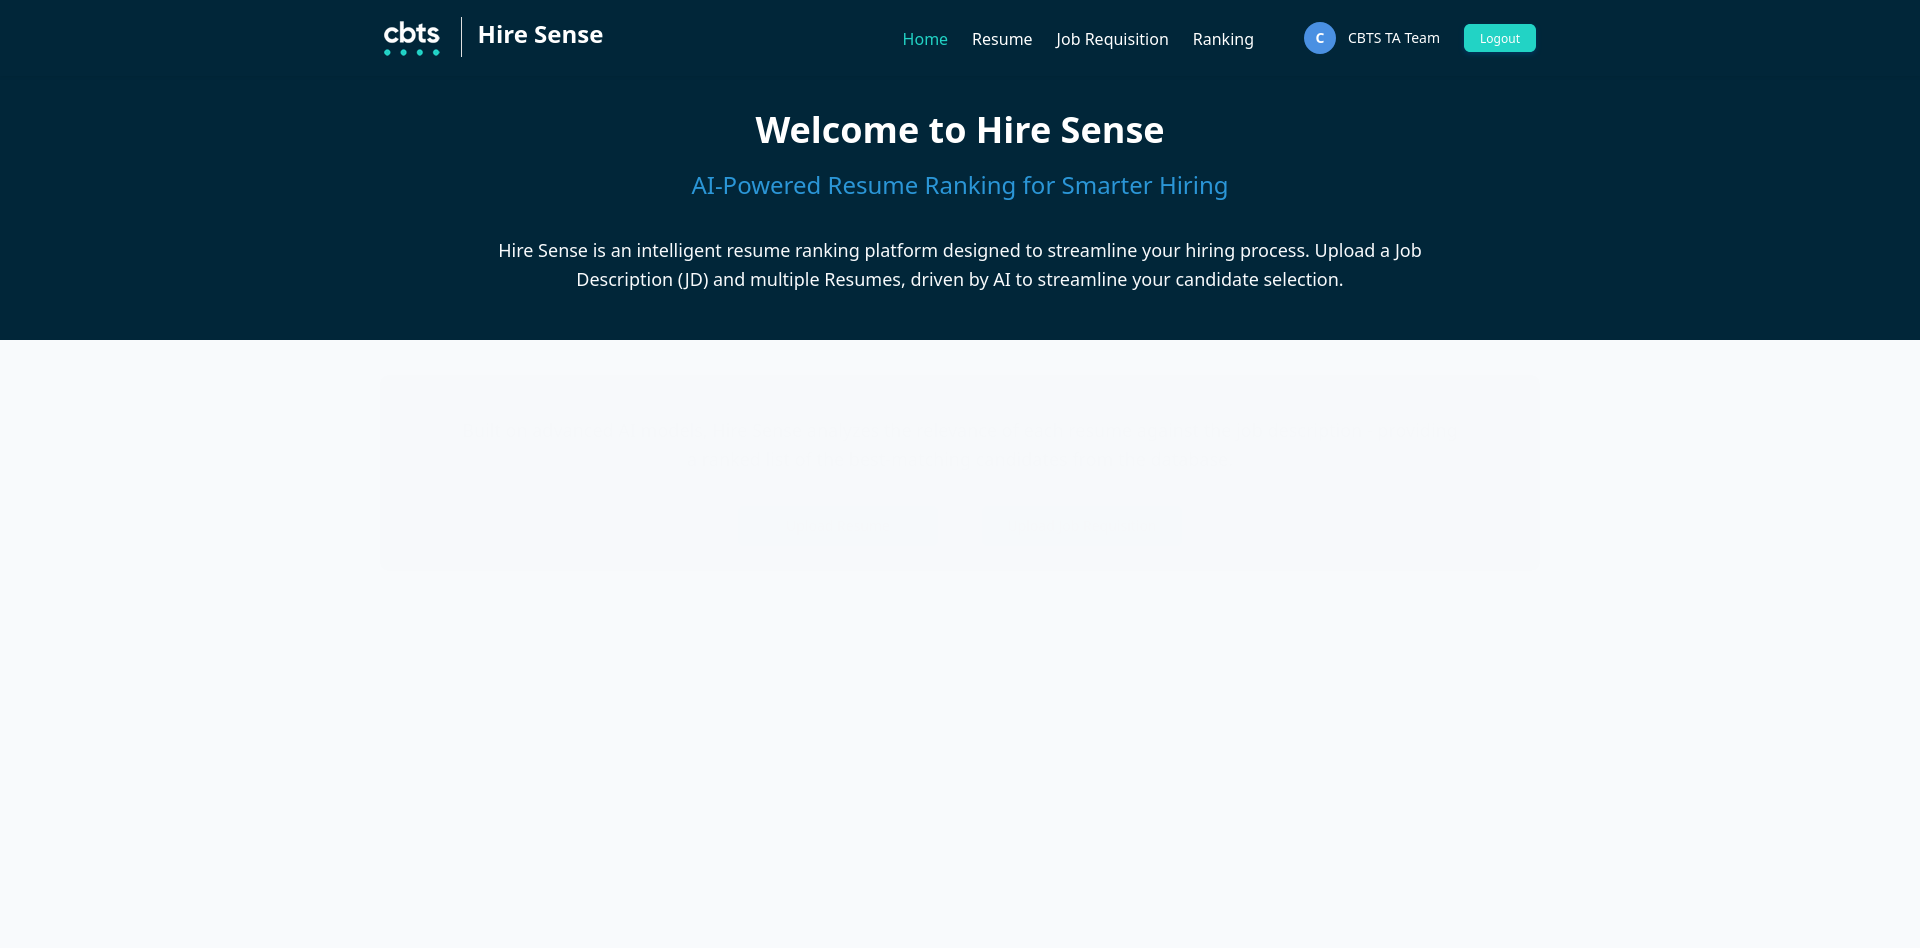 cbts
Hire Sense
Home
Resume
Job Requisition
Ranking
C
CBTS TA Team
Logout
Welcome to Hire Sense
AI-Powered Resume Ranking for Smarter Hiring
Hire Sense is an intelligent resume ranking platform designed to streamline your hiring process. Upload a Job
Description (JD) and multiple Resumes, driven by AI to streamline your candidate selection.